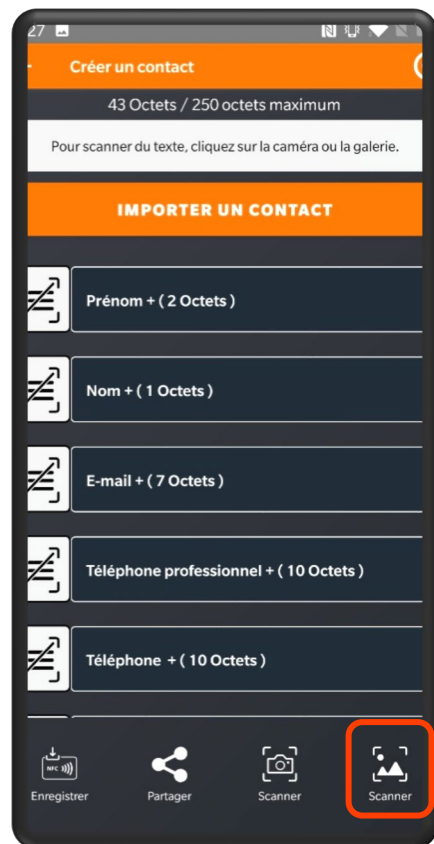 27
Créer un contact
43 Octets / 250 octets maximum
Pour scanner du texte, cliquez sur la caméra ou la galerie.
IMPORTER UN CONTACT
Prénom + ( 2 Octets )
Nom + ( 1 Octets )
E-mail + ( 7 Octets )
Téléphone professionnel + ( 10 Octets )
Téléphone + ( 10 Octets )
NFC
Enregistrer
Partager
Scanner
Scanner